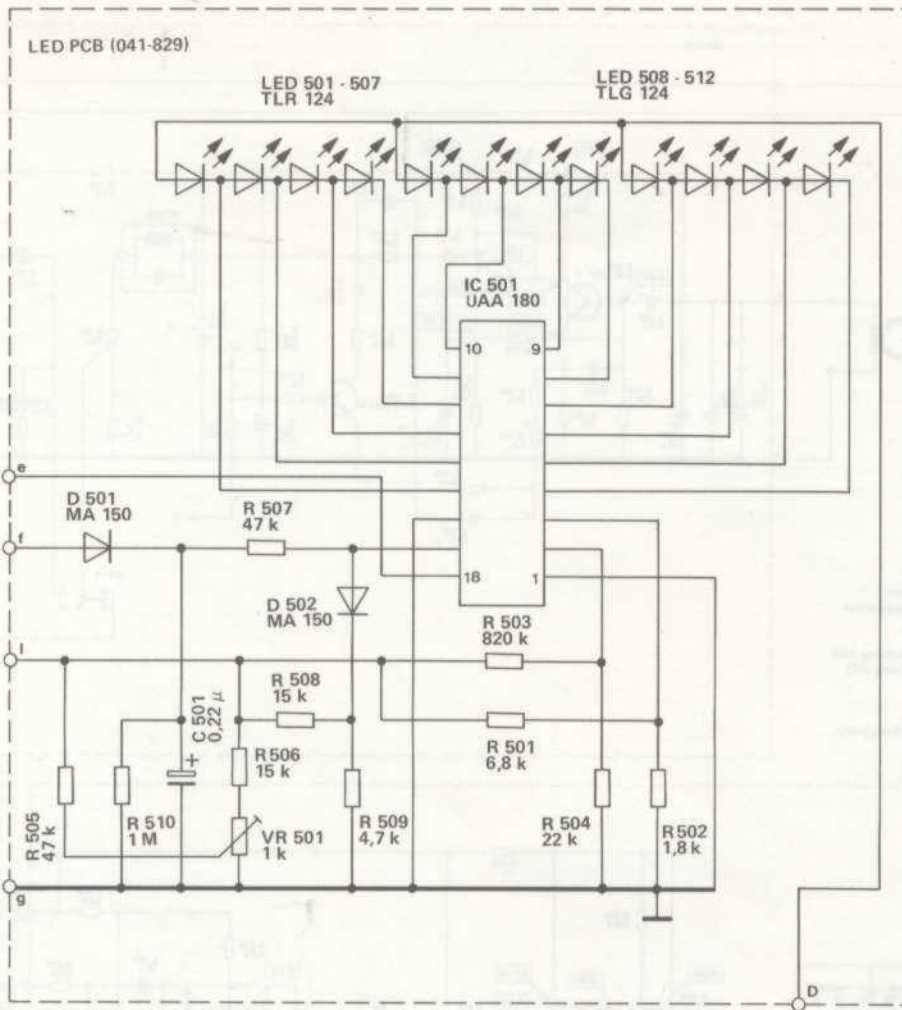 LED PCB (041-829)
LED 501 - 507
TLR 124
LED 508 - 512
TLG 124
IC 501
UAA 180
10
9
e
D 501
MA 150
R 507
47 k
f
18
1
D 502
MA 150
R 503
820 k
l
R 508
15 k
C 501
0,22 µ
+
R 506
15 k
R 501
6,8 k
R 505
47 k
R 510
1 M
VR 501
1 k
R 509
4,7 k
R 504
22 k
R 502
1,8 k
g
D